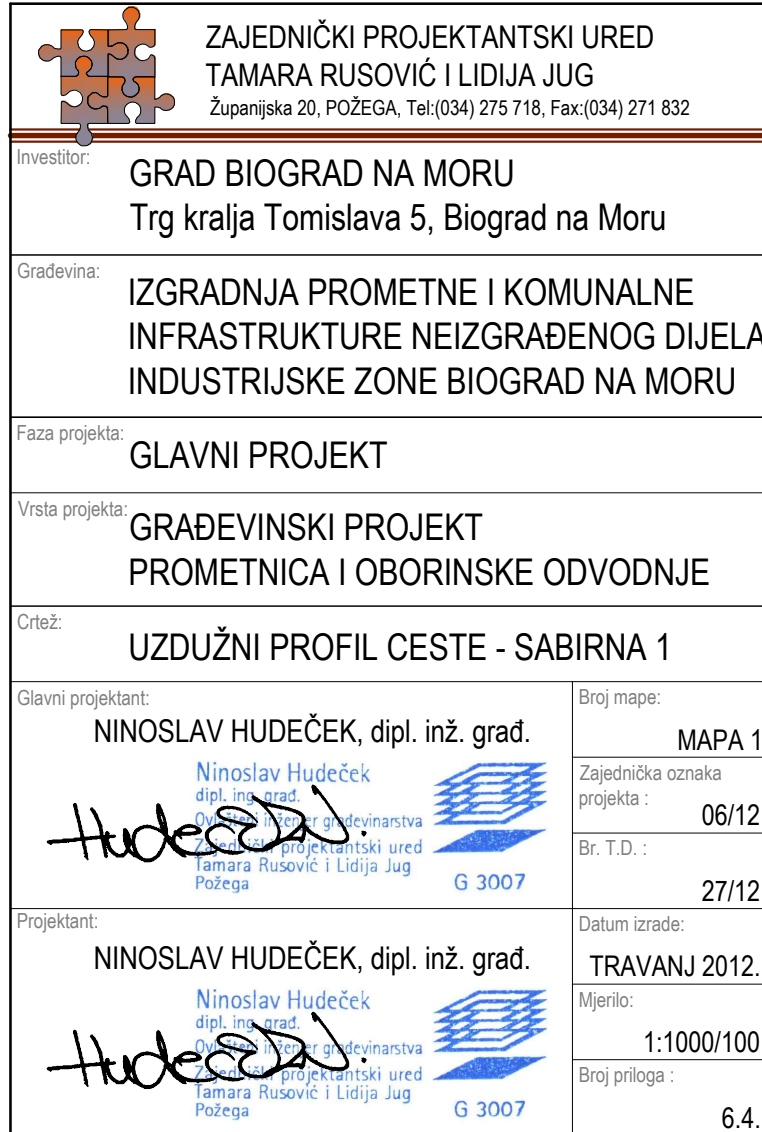 ZAJEDNIČKI PROJEKTANTSKI URED
TAMARA RUSOVIĆ I LIDIJA JUG
Županijska 20, POŽEGA, Tel:(034) 275 718, Fax:(034) 271 832
Investitor:
GRAD BIOGRAD NA MORU
Trg kralja Tomislava 5, Biograd na Moru
Građevina:
IZGRADNJA PROMETNE I KOMUNALNE
INFRASTRUKTURE NEIZGRAĐENOG DIJELA
INDUSTRIJSKE ZONE BIOGRAD NA MORU
Faza projekta:
GLAVNI PROJEKT
Vrsta projekta:
GRAĐEVINSKI PROJEKT
PROMETNICA I OBORINSKE ODVODNJE
Crtež:
UZDUŽNI PROFIL CESTE - SABIRNA 1
Glavni projektant:
NINOSLAV HUDEČEK, dipl. inž. građ.
Ninoslav Hudeček
dipl. ing. građ.
Ovlašteni inženjer građevinarstva
Zajednički projektantski ured
Tamara Rusović i Lidija Jug
Požega
G 3007
Broj mape:
MAPA 1
Zajednička oznaka
projekta :
06/12
Br. T.D. :
27/12
Projektant:
NINOSLAV HUDEČEK, dipl. inž. građ.
Ninoslav Hudeček
dipl. ing. građ.
Ovlašteni inženjer građevinarstva
Zajednički projektantski ured
Tamara Rusović i Lidija Jug
Požega
G 3007
Datum izrade:
TRAVANJ 2012.
Mjerilo:
1:1000/100
Broj priloga :
6.4.